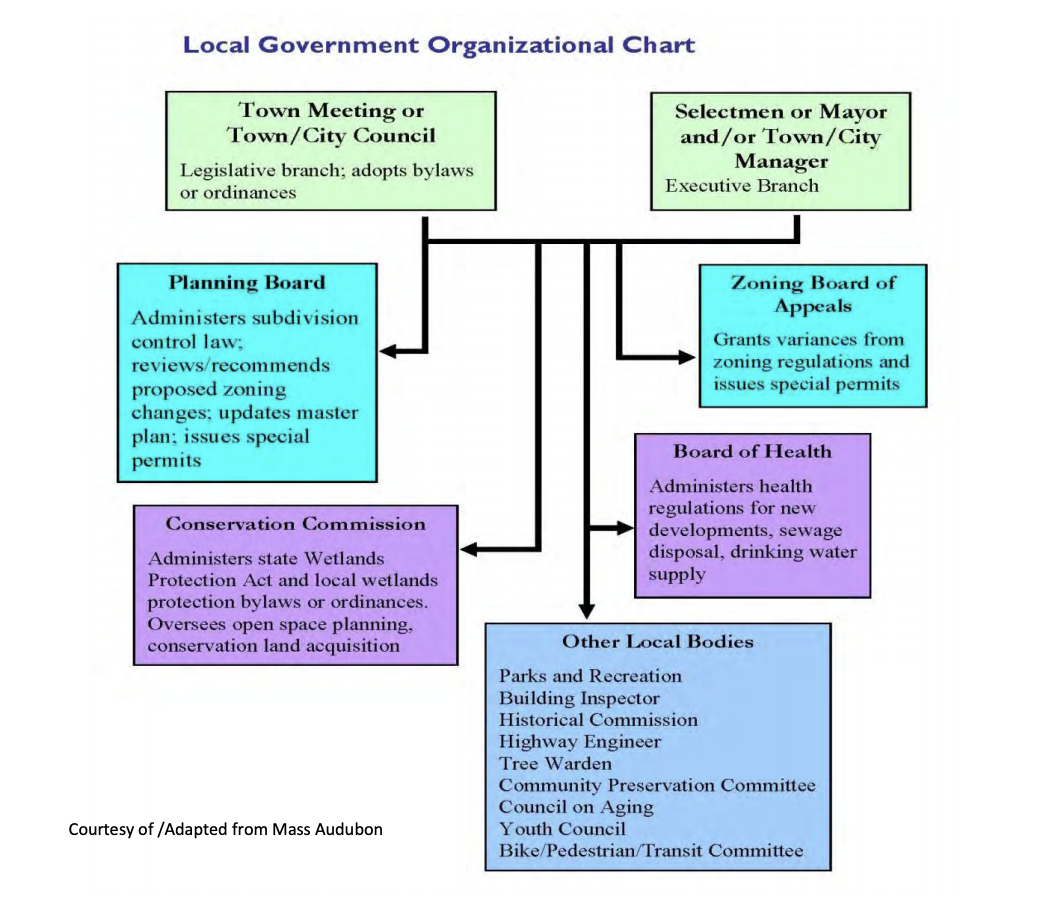 Local Government Organizational Chart
Town Meeting or
Town/City Council
Legislative branch; adopts bylaws
or ordinances
Selectmen or Mayor
and/or Town/City
Manager
Executive Branch
Planning Board
Administers subdivision
control law;
reviews/recommends
proposed zoning
changes; updates master
plan; issues special
permits
Zoning Board of
Appeals
Grants variances from
zoning regulations and
issues special permits
Board of Health
Administers health
regulations for new
developments, sewage
disposal, drinking water
supply
Conservation Commission
Administers state Wetlands
Protection Act and local wetlands
protection bylaws or ordinances.
Oversees open space planning,
conservation land acquisition
Other Local Bodies
Parks and Recreation
Building Inspector
Historical Commission
Highway Engineer
Tree Warden
Community Preservation Committee
Council on Aging
Youth Council
Bike/Pedestrian/Transit Committee
Courtesy of /Adapted from Mass Audubon